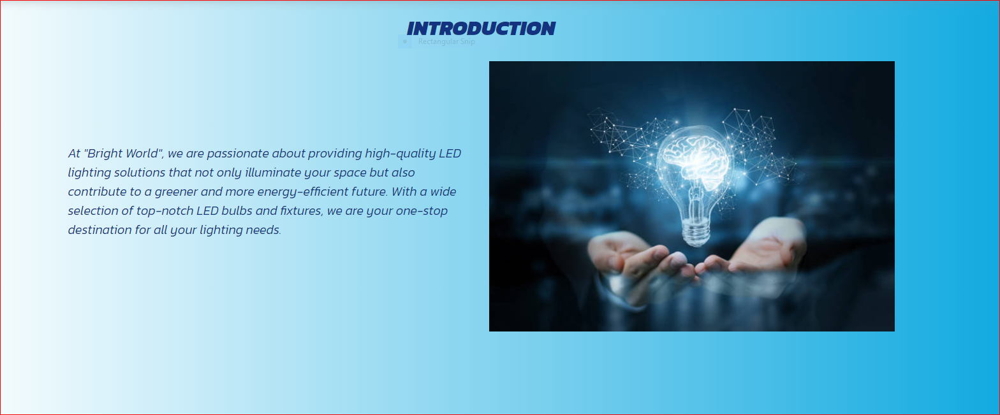 INTRODUCTION
Rectangular Snip
At "Bright World", we are passionate about providing high-quality LED
lighting solutions that not only illuminate your space but also
contribute to a greener and more energy-efficient future. With a wide
selection of top-notch LED bulbs and fixtures, we are your one-stop
destination for all your lighting needs.